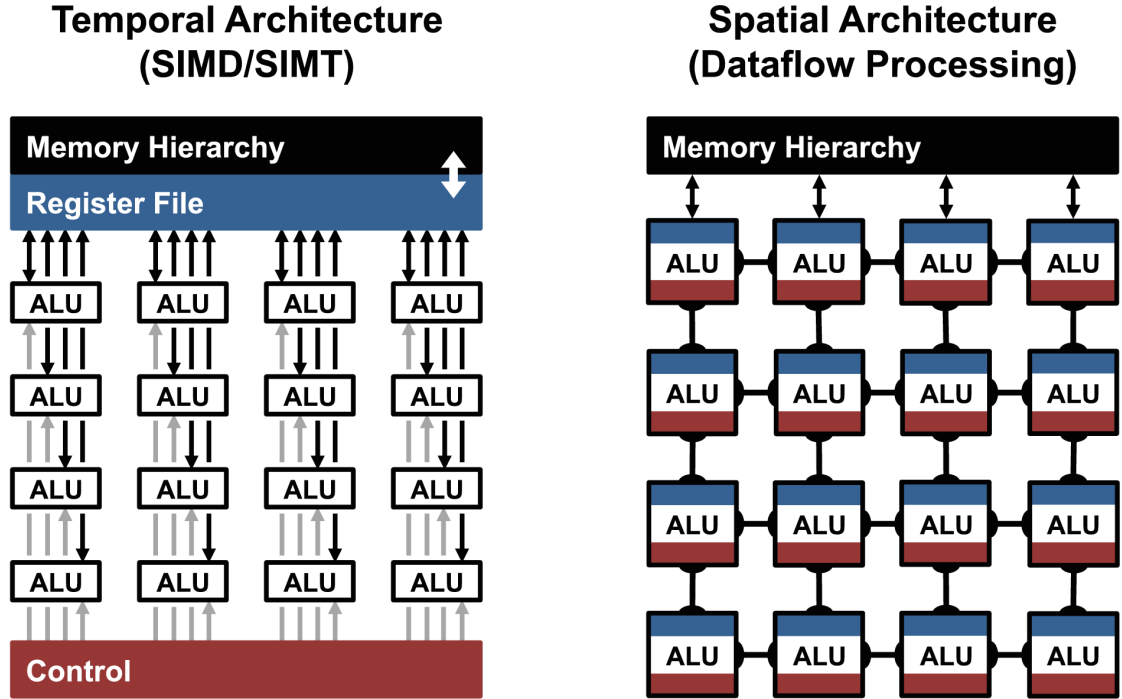 Temporal Architecture
(SIMD/SIMT)
Memory Hierarchy
Register File
ALU ALU ALU ALU
ALU ALU ALU ALU
ALU ALU ALU ALU
ALU ALU ALU ALU
Control
Spatial Architecture
(Dataflow Processing)
Memory Hierarchy
ALU ALU ALU ALU
ALU ALU ALU ALU
ALU ALU ALU ALU
ALU ALU ALU ALU